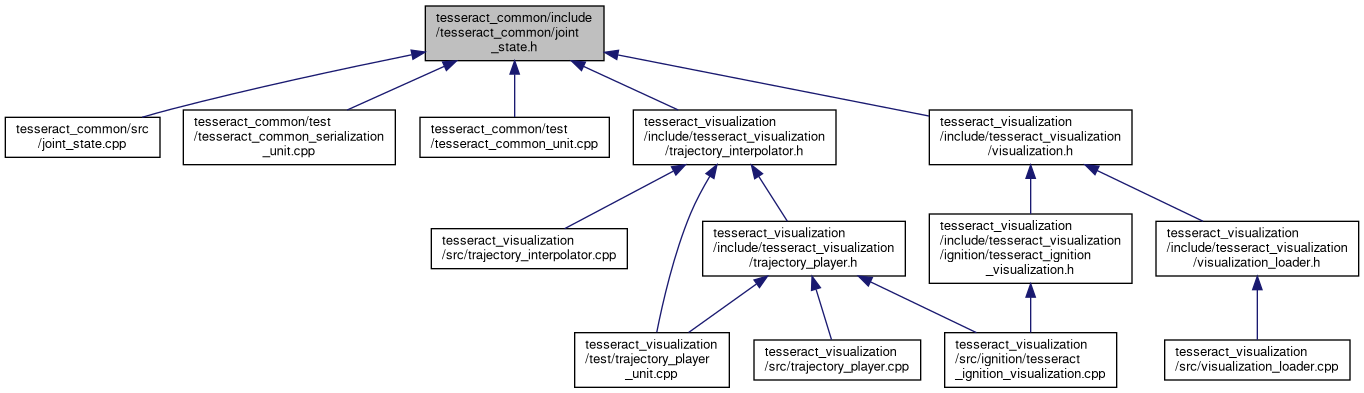 tesseract_common/include
/tesseract_common/joint
_state.h
tesseract_common/src
/joint_state.cpp
tesseract_common/test
/tesseract_common_serialization
_unit.cpp
tesseract_common/test
/tesseract_common_unit.cpp
tesseract_visualization
/include/tesseract_visualization
/trajectory_interpolator.h
tesseract_visualization
/include/tesseract_visualization
/visualization.h
tesseract_visualization
/src/trajectory_interpolator.cpp
tesseract_visualization
/include/tesseract_visualization
/trajectory_player.h
tesseract_visualization
/include/tesseract_visualization
/ignition/tesseract_ignition
_visualization.h
tesseract_visualization
/include/tesseract_visualization
/visualization_loader.h
tesseract_visualization
/test/trajectory_player
_unit.cpp
tesseract_visualization
/src/trajectory_player.cpp
tesseract_visualization
/src/ignition/tesseract
_ignition_visualization.cpp
tesseract_visualization
/src/visualization_loader.cpp